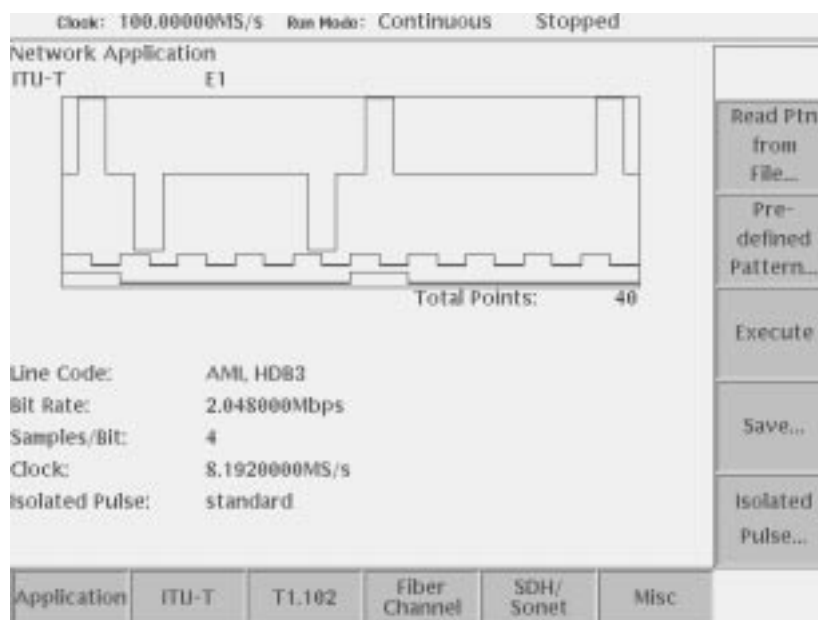 Clock: 100.00000MS/s Run Mode: Continuous Stopped
Network Application
ITU-T E1
Total Points: 40
Line Code: AMI, HDB3
Bit Rate: 2.048000Mbps
Samples/Bit: 4
Clock: 8.1920000MS/s
Isolated Pulse: standard
Read Ptn
from
File...
Pre-
defined
Pattern...
Execute
Save...
Isolated
Pulse...
Application ITU-T T1.102 Fiber Channel SDH/ Sonet Misc